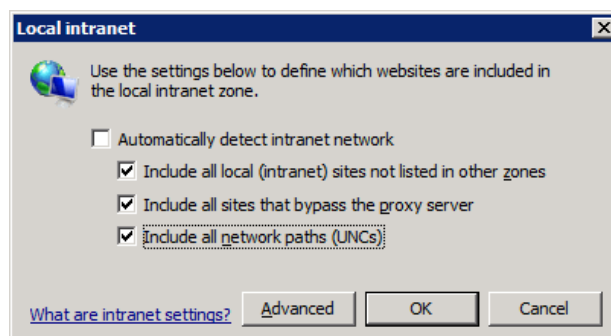 Local intranet
Use the settings below to define which websites are included in
the local intranet zone.
Automatically detect intranet network
Include all local (intranet) sites not listed in other zones
Include all sites that bypass the proxy server
Include all network paths (UNCs)
What are intranet settings? Advanced OK Cancel